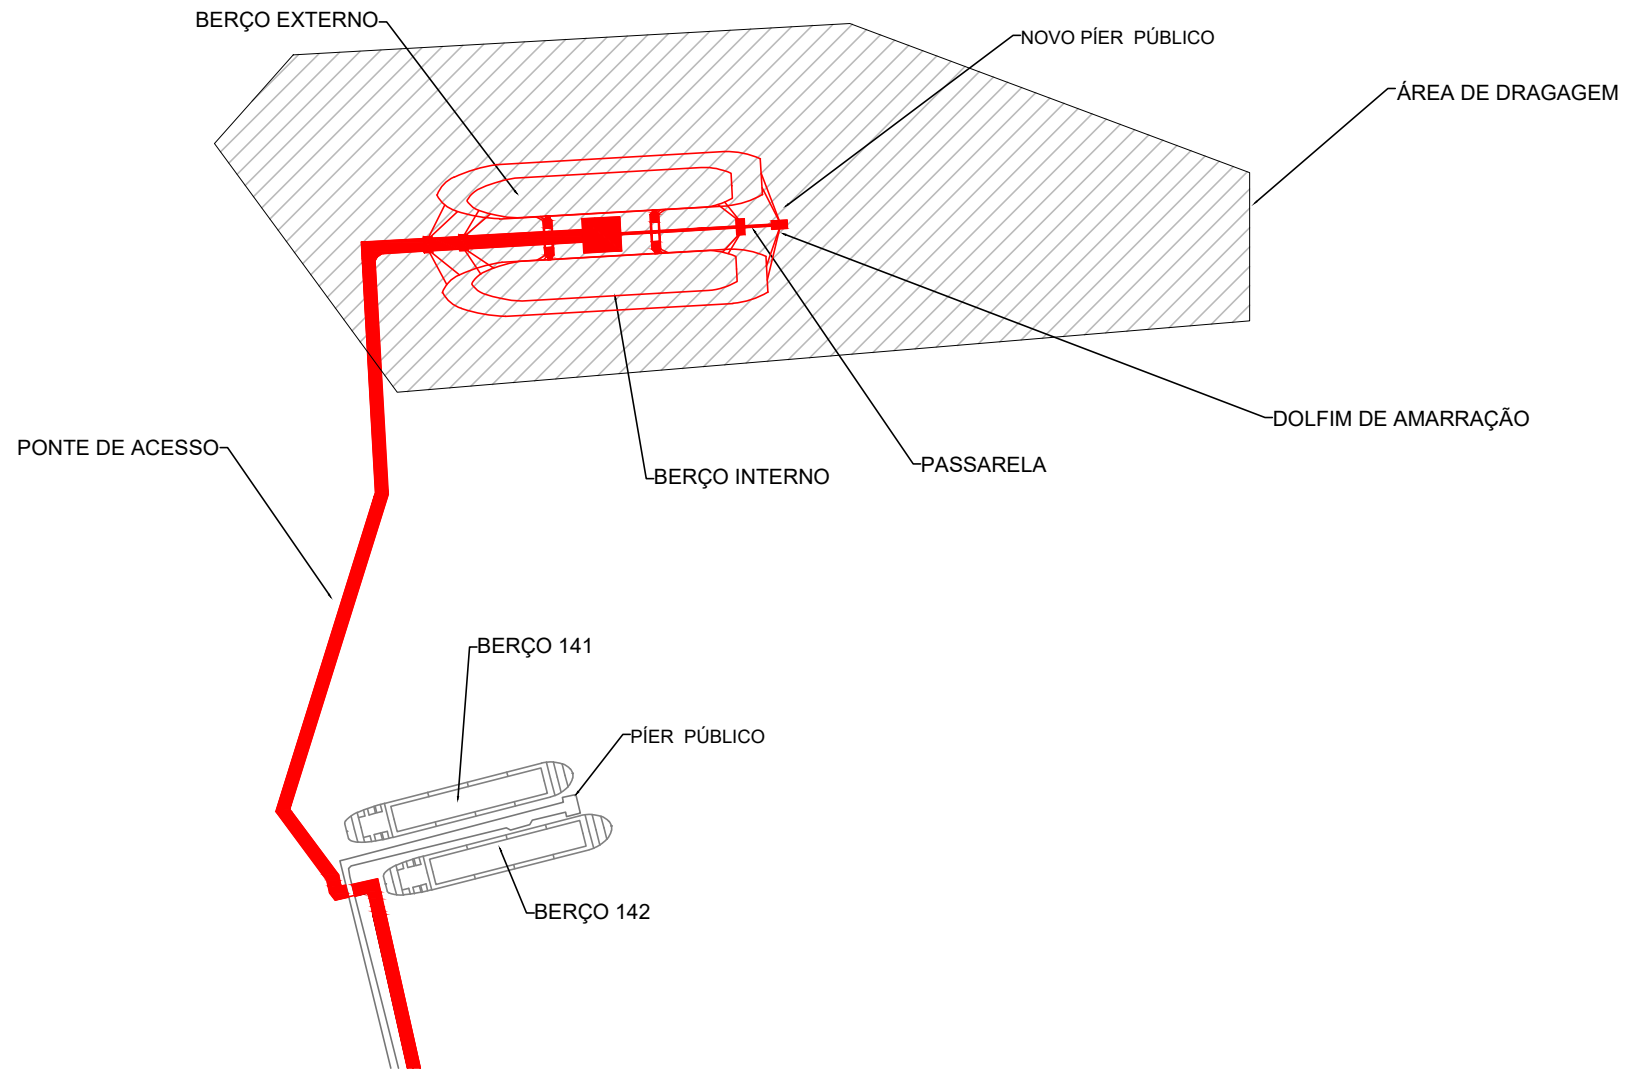 BERÇO EXTERNO
NOVO PÍER PÚBLICO
ÁREA DE DRAGAGEM
DOLFIM DE AMARRAÇÃO
PONTE DE ACESSO
PASSARELA
BERÇO INTERNO
BERÇO 141
PÍER PÚBLICO
BERÇO 142